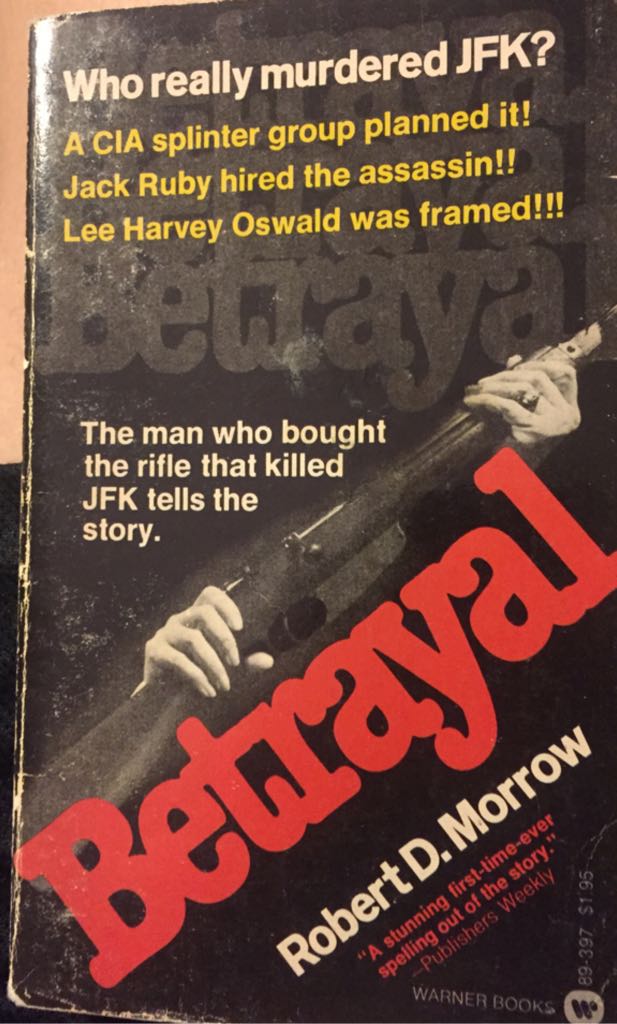 Who really murdered JFK?
A CIA splinter group planned it!
Jack Ruby hired the assassin!!
Lee Harvey Oswald was framed!!!
Betrayal
The man who bought
the rifle that killed
JFK tells the
story.
Betrayal
Robert D. Morrow
"A stunning first-time-ever
spelling out of the story."
—Publishers Weekly
WARNER BOOKS
89-397 $1.95